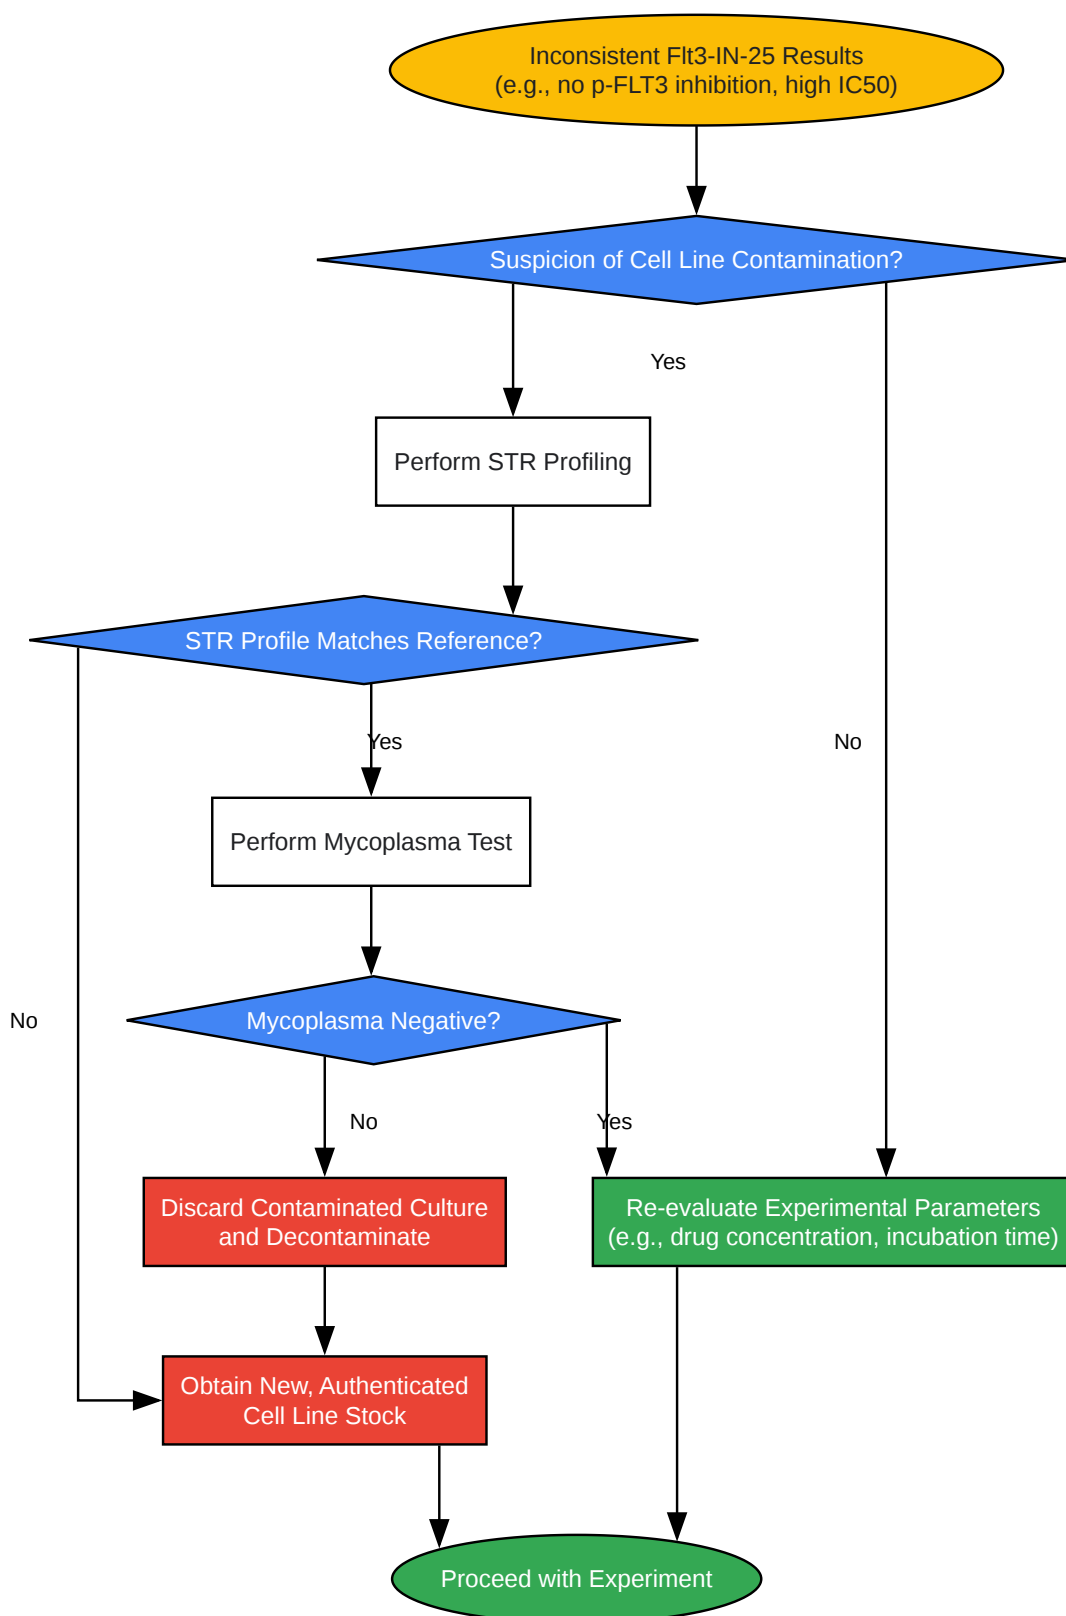 Inconsistent Flt3-IN-25 Results
(e.g., no p-FLT3 inhibition, high IC50)
Suspicion of Cell Line Contamination?
Yes
Perform STR Profiling
STR Profile Matches Reference?
Yes
No
Perform Mycoplasma Test
No
Mycoplasma Negative?
No
Yes
Discard Contaminated Culture
and Decontaminate
Re-evaluate Experimental Parameters
(e.g., drug concentration, incubation time)
Obtain New, Authenticated
Cell Line Stock
Proceed with Experiment